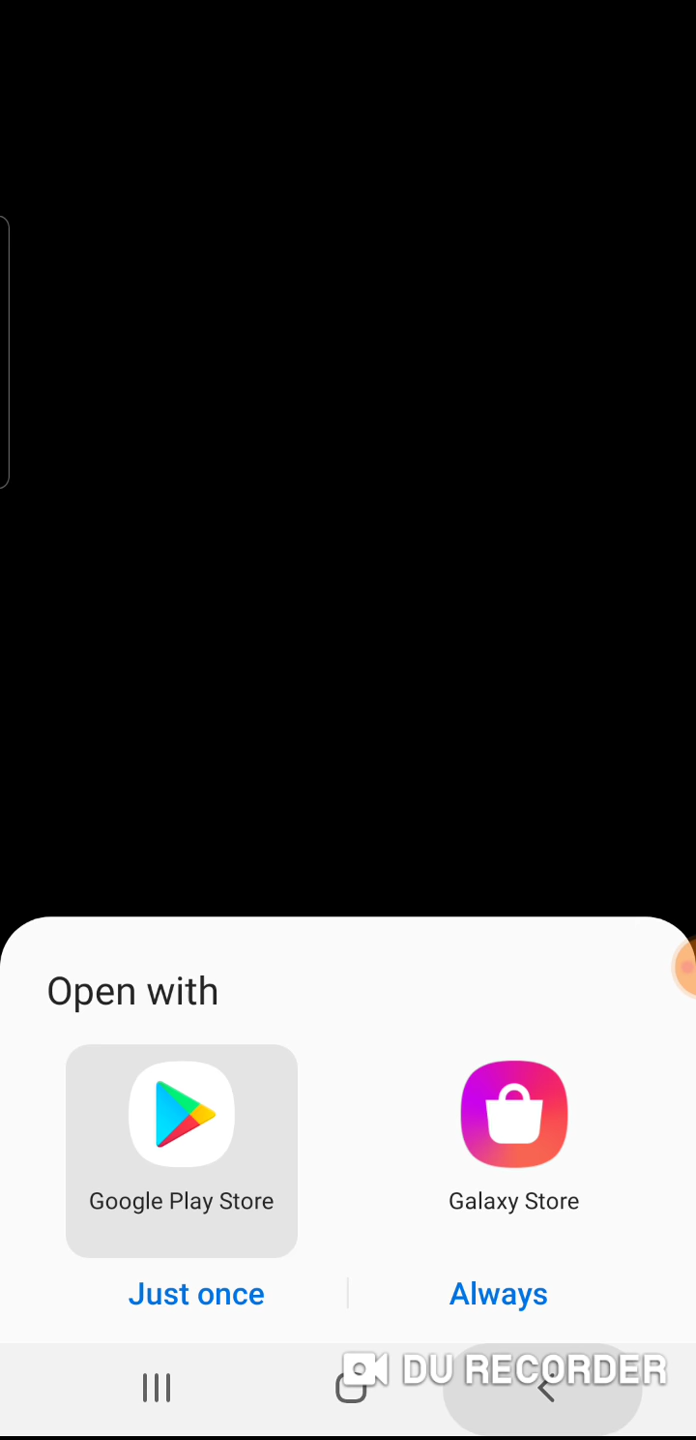 Open with
Google Play Store
Galaxy Store
Just once
Always
DU RECORDER